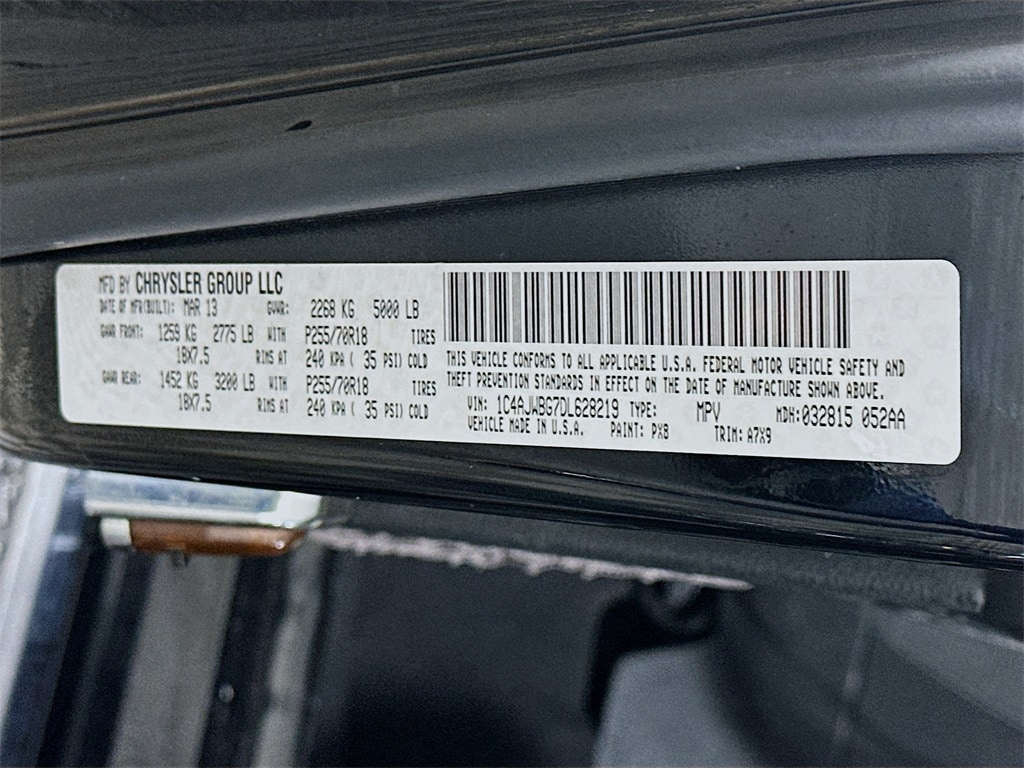 MFD BY CHRYSLER GROUP LLC
DATE OF MFR(BUILT): MAR 13 GVWR: 2268 KG 5000 LB
GAWR FRONT: 1259 KG 2775 LB WITH P255/70R18 TIRES
18X7.5 RIMS AT 240 KPA ( 35 PSI) COLD
GAWR REAR: 1452 KG 3200 LB WITH P255/70R18 TIRES
18X7.5 RIMS AT 240 KPA ( 35 PSI) COLD
THIS VEHICLE CONFORMS TO ALL APPLICABLE U.S.A. FEDERAL MOTOR VEHICLE SAFETY AND
THEFT PREVENTION STANDARDS IN EFFECT ON THE DATE OF MANUFACTURE SHOWN ABOVE.
VIN: 1C4AJWBG7DL628219 TYPE: MPV MDH: 032815 052AA
VEHICLE MADE IN U.S.A. PAINT: PX8 TRIM: A7X9